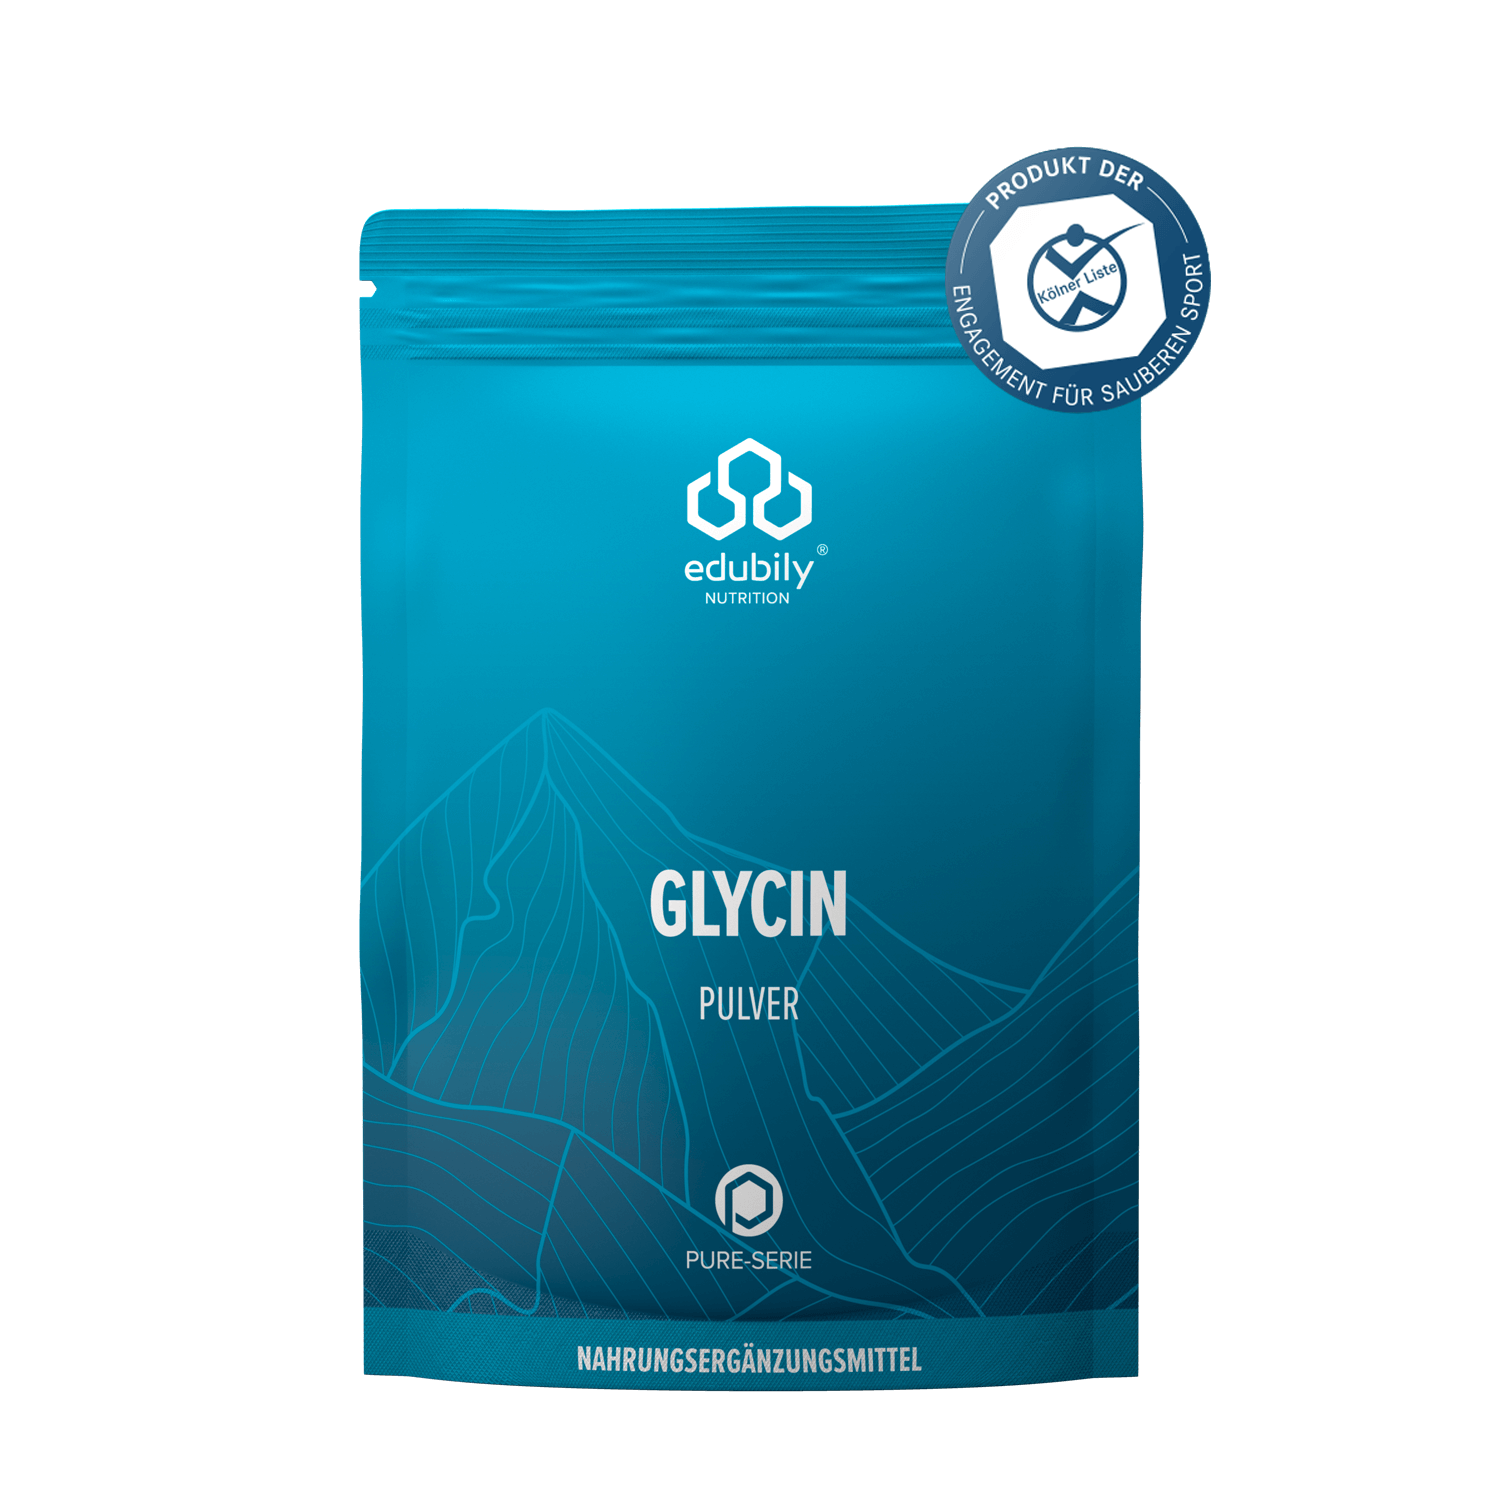 PRODUKT DER
Kölner Liste
ENGAGEMENT FÜR SAUBEREN SPORT
edubily®
NUTRITION
GLYCIN
PULVER
PURE-SERIE
NAHRUNGSERGÄNZUNGSMITTEL